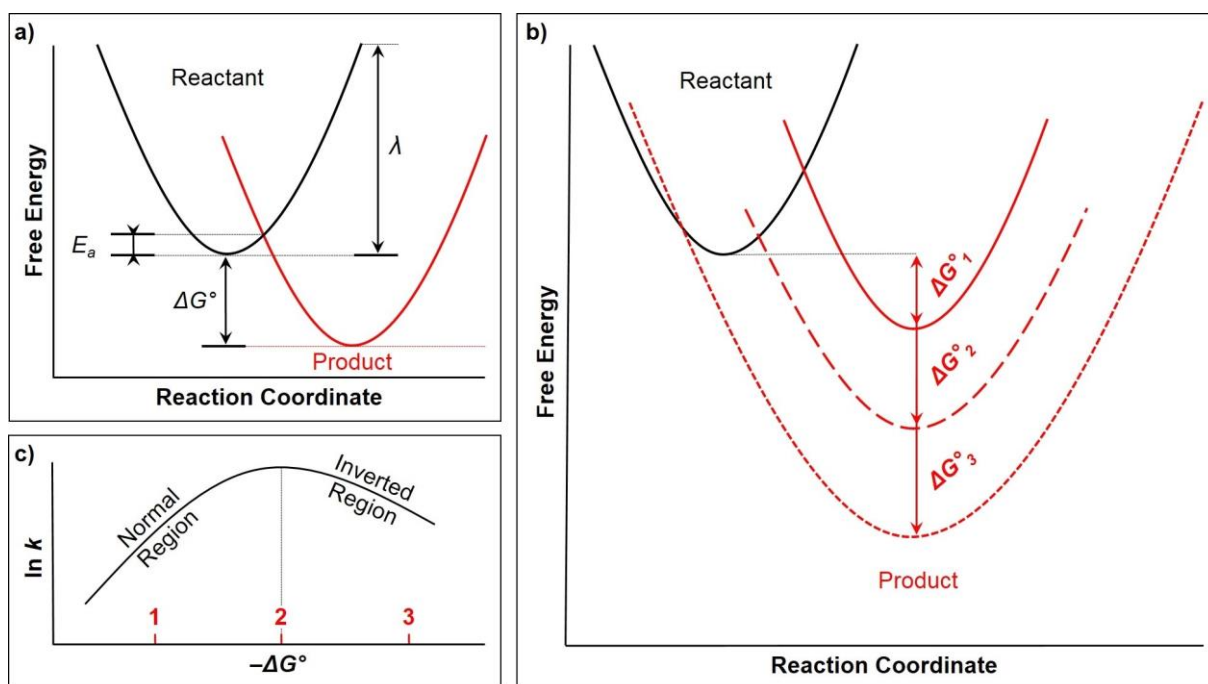 a)
Reactant
λ
Eₐ
ΔG°
Product
Free Energy
Reaction Coordinate
b)
Reactant
ΔG°₁
ΔG°₂
ΔG°₃
Product
Free Energy
Reaction Coordinate
c)
Normal
Region
Inverted
Region
ln k
1 2 3
–ΔG°